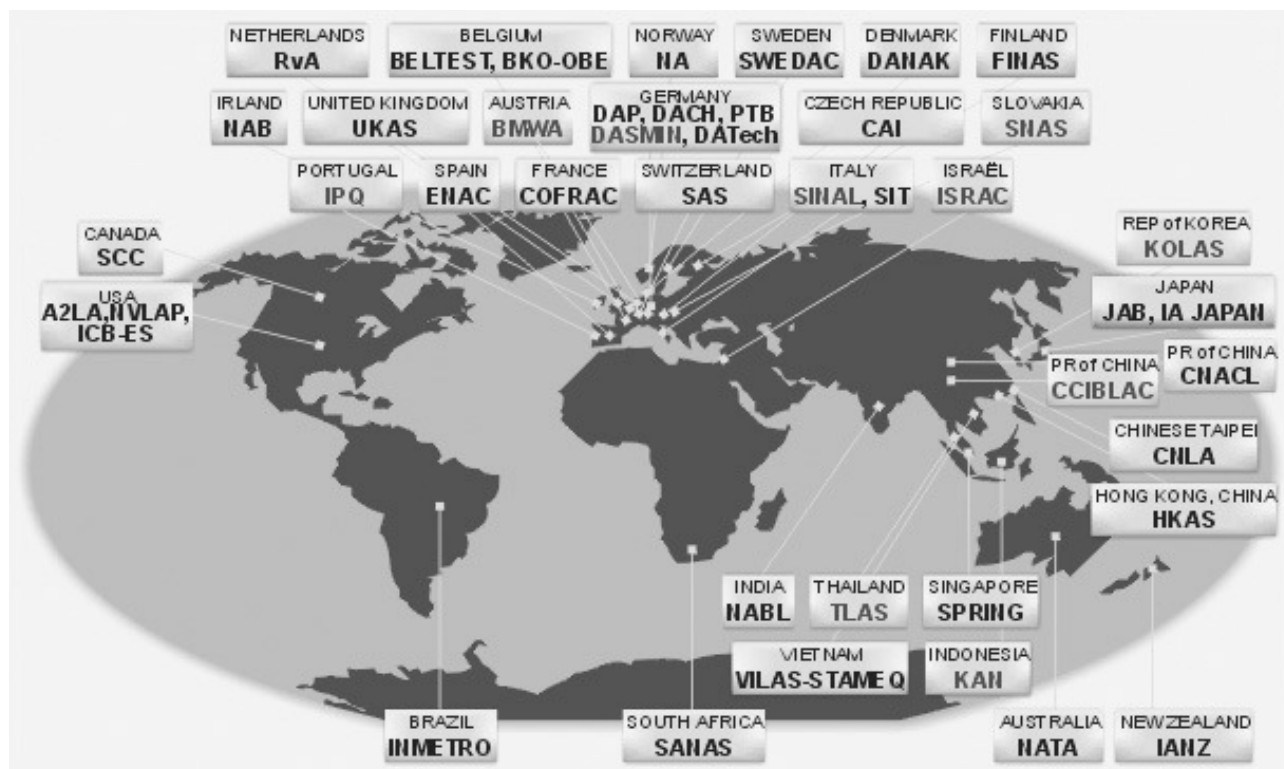 NETHERLANDS
RvA
BELGIUM
BELTEST, BKO-OBE
NORWAY
NA
SWEDEN
SWEDAC
DENMARK
DANAK
FINLAND
FINAS
IRLAND
NAB
UNITED KINGDOM
UKAS
AUSTRIA
BMWA
GERMANY
DAP, DACH, PTB
DASMIN, DATech
CZECH REPUBLIC
CAI
SLOVAKIA
SNAS
PORTUGAL
IPQ
SPAIN
ENAC
FRANCE
COFRAC
SWITZERLAND
SAS
ITALY
SINAL, SIT
ISRAËL
ISRAC
CANADA
SCC
USA
A2LA, NVLAP,
ICB-ES
REP of KOREA
KOLAS
JAPAN
JAB, IA JAPAN
PR of CHINA
CCIBLAC
PR of CHINA
CNACL
CHINESE TAIPEI
CNLA
HONG KONG, CHINA
HKAS
INDIA
NABL
THAILAND
TLAS
SINGAPORE
SPRING
VIETNAM
VILAS-STAMEQ
INDONESIA
KAN
BRAZIL
INMETRO
SOUTH AFRICA
SANAS
AUSTRALIA
NATA
NEWZEALAND
IANZ